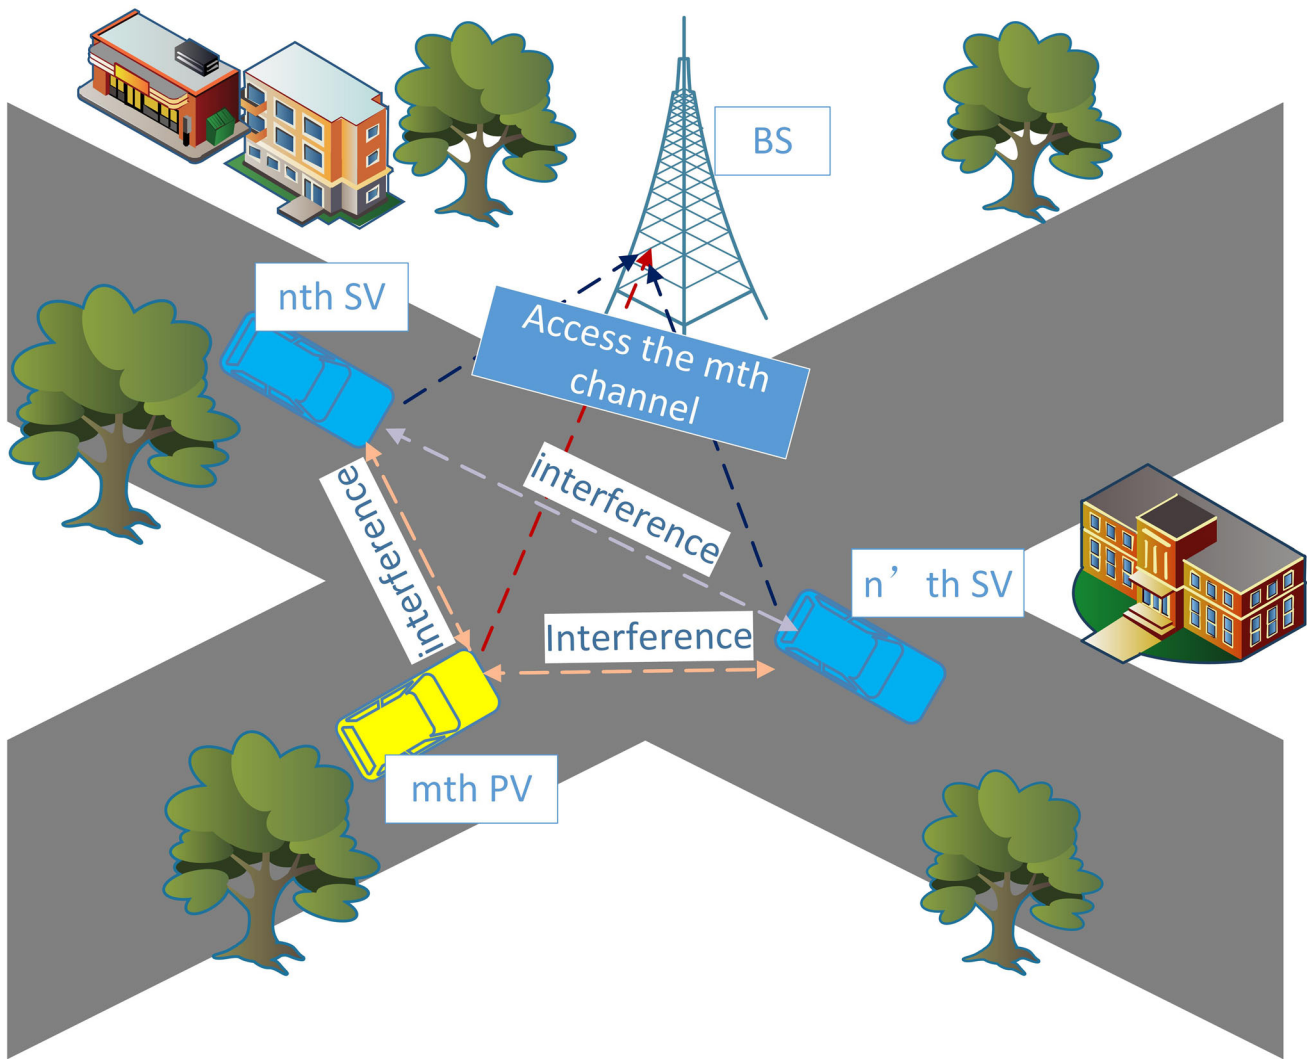 BS
nth SV
Access the mth
channel
interference
interference
n’ th SV
Interference
mth PV